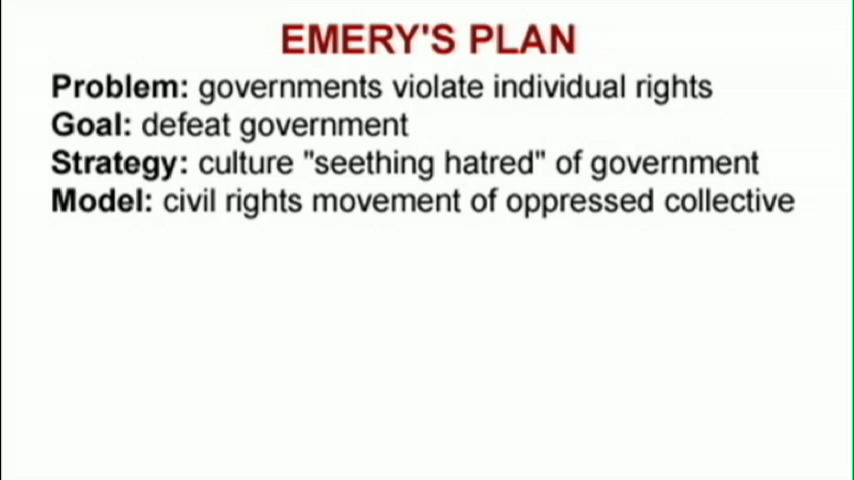 EMERY'S PLAN
Problem: governments violate individual rights
Goal: defeat government
Strategy: culture "seething hatred" of government
Model: civil rights movement of oppressed collective